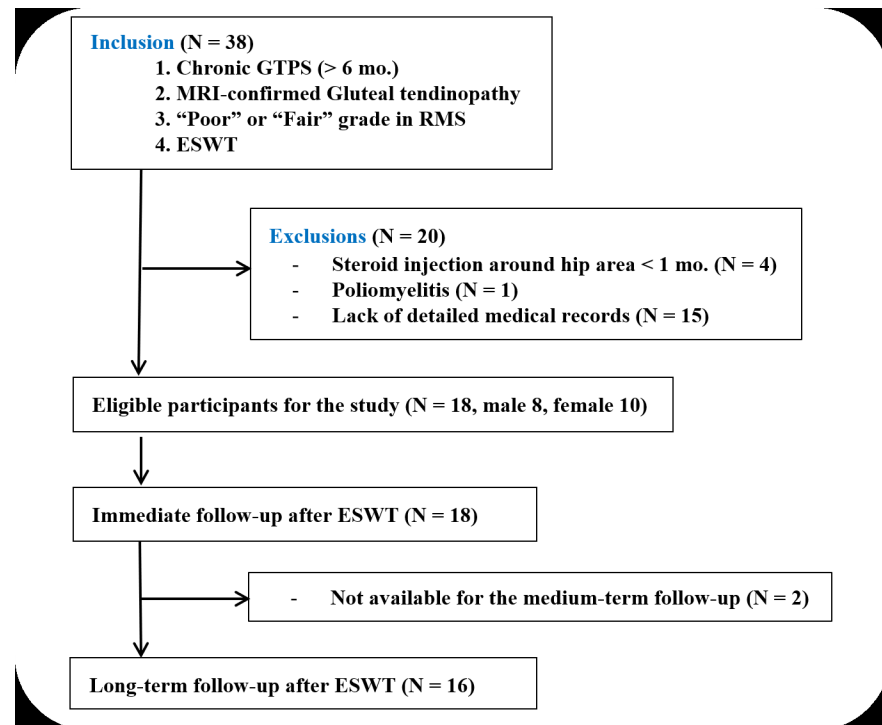 Inclusion (N = 38)
1. Chronic GTPS (> 6 mo.)
2. MRI-confirmed Gluteal tendinopathy
3. “Poor” or “Fair” grade in RMS
4. ESWT
Exclusions (N = 20)
- Steroid injection around hip area < 1 mo. (N = 4)
- Poliomyelitis (N = 1)
- Lack of detailed medical records (N = 15)
Eligible participants for the study (N = 18, male 8, female 10)
Immediate follow-up after ESWT (N = 18)
- Not available for the medium-term follow-up (N = 2)
Long-term follow-up after ESWT (N = 16)